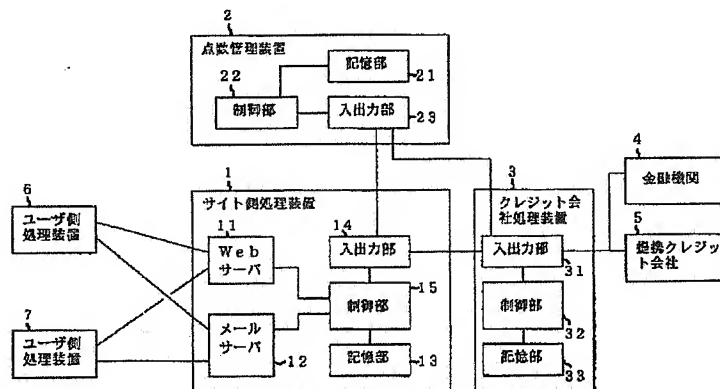 2
点数管理装置
記憶部
21
22
制御部
入出力部
23
1
サイト側処理装置
3
クレジット会
社処理装置
4
金融機関
5
提携クレジッ
ト会社
6
ユーザ側
処理装置
11
Web
サーバ
14
入出力部
入出力部
31
制御部
15
制御部
32
7
ユーザ側
処理装置
メール
サーバ
12
記憶部
13
記憶部
33